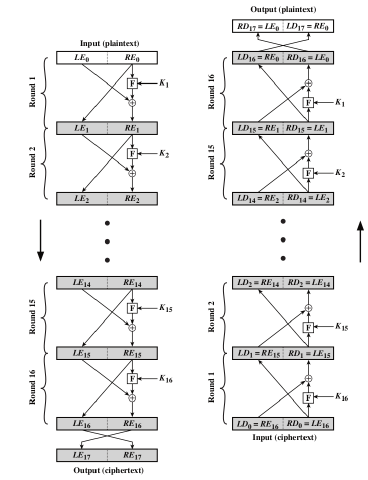 Input (plaintext)
LE0 RE0
Round 1
F K1
LE1 RE1
Round 2
F K2
LE2 RE2
LE14 RE14
Round 15
F K15
LE15 RE15
Round 16
F K16
LE16 RE16
LE17 RE17
Output (ciphertext)
Output (plaintext)
RD17 = LE0 LD17 = RE0
LD16 = RE0 RD16 = LE0
Round 16
F K1
LD15 = RE1 RD15 = LE1
Round 15
F K2
LD14 = RE2 RD14 = LE2
LD2 = RE14 RD2 = LE14
Round 2
F K15
LD1 = RE15 RD1 = LE15
Round 1
F K16
LD0 = RE16 RD0 = LE16
Input (ciphertext)